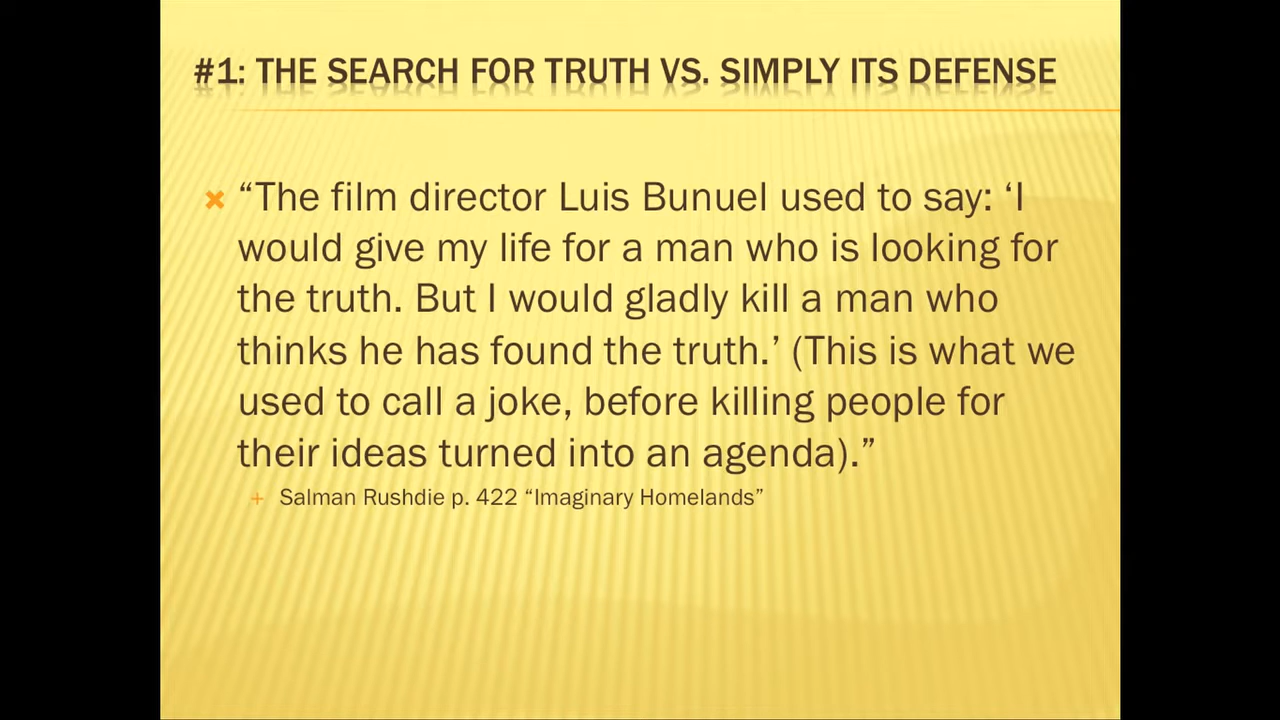 #1: THE SEARCH FOR TRUTH VS. SIMPLY ITS DEFENSE
“The film director Luis Bunuel used to say: ‘I
would give my life for a man who is looking for
the truth. But I would gladly kill a man who
thinks he has found the truth.’ (This is what we
used to call a joke, before killing people for
their ideas turned into an agenda).”
Salman Rushdie p. 422 “Imaginary Homelands”